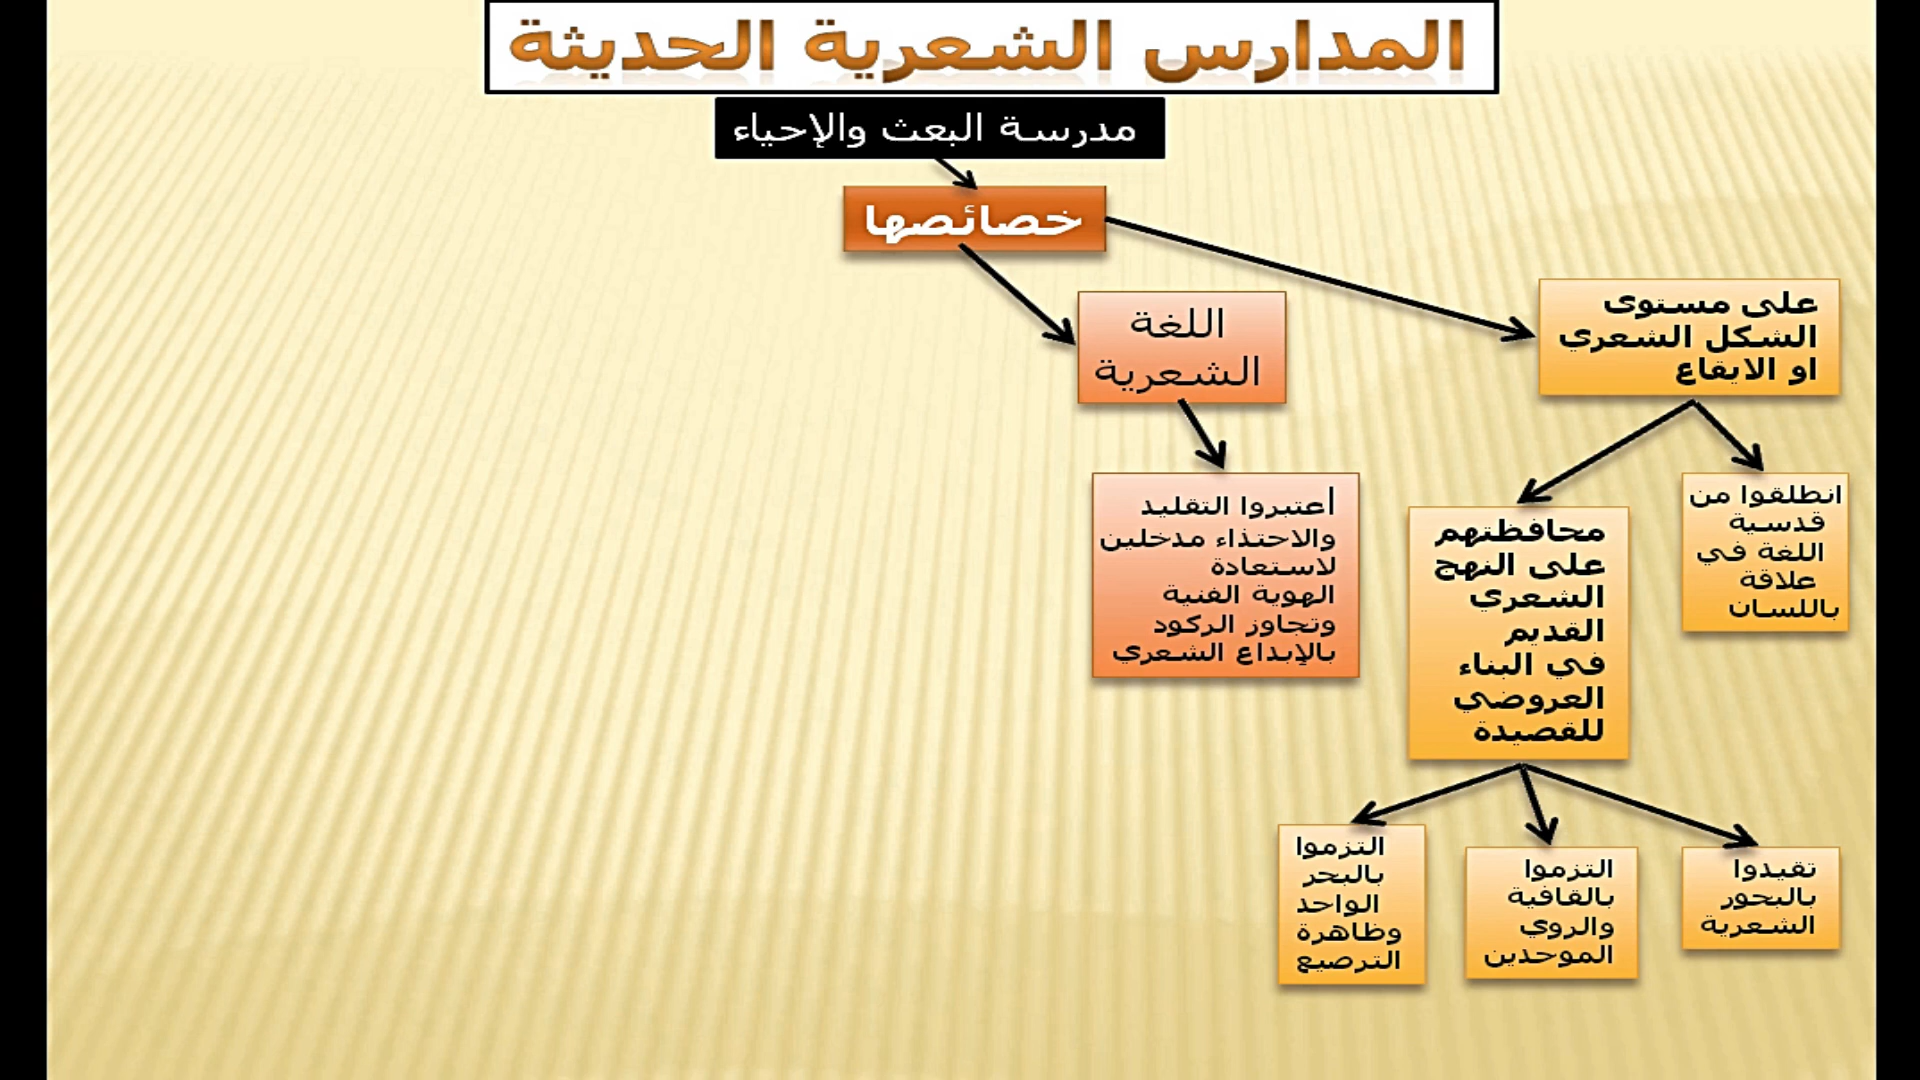 المدارس الشعرية الحديثة
مدرسة البعث والإحياء
خصائصها
على مستوى
الشكل الشعري
او الايقاع
اللغة
الشعرية
انطلقوا من
قدسية
اللغة في
علاقة
باللسان
محافظتهم
على النهج
الشعري
القديم
في البناء
العروضي
للقصيدة
أعتبروا التقليد
والاحتذاء مدخلين
لاستعادة
الهوية الفنية
وتجاوز الركود
بالإبداع الشعري
تقيدوا
بالبحور
الشعرية
التزموا
بالقافية
والروي
الموحدين
التزموا
بالبحر
الواحد
وظاهرة
الترصيع